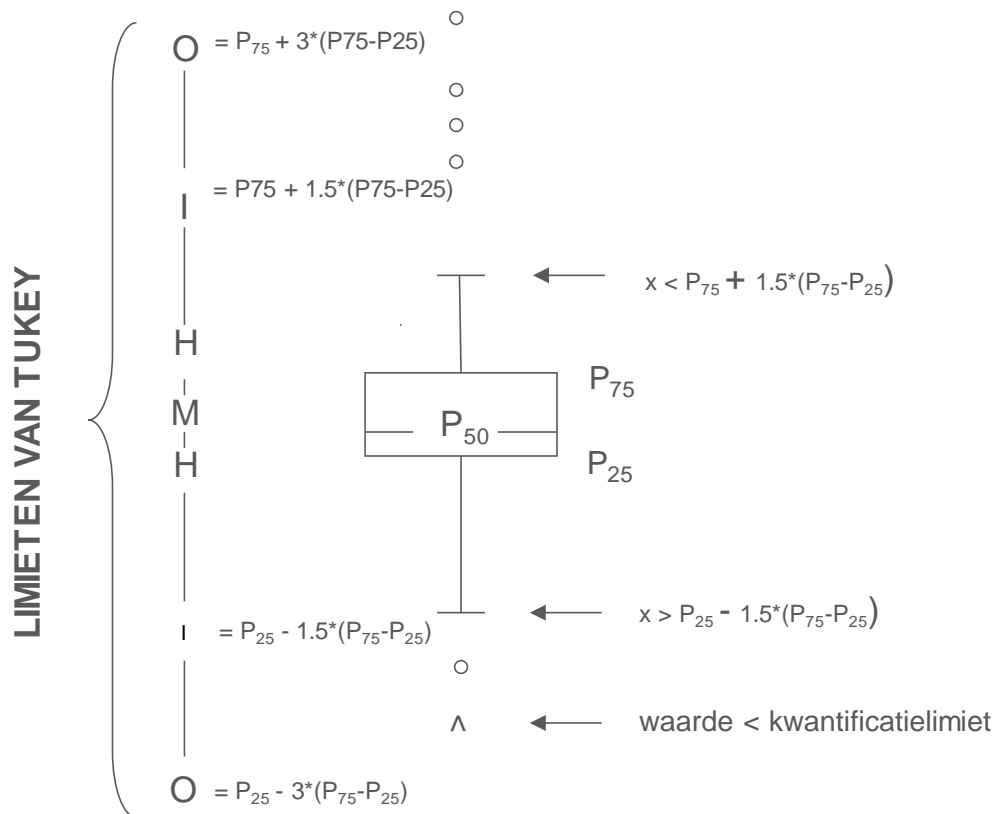 LIMIETEN VAN TUKEY
O = P75 + 3*(P75-P25)
I = P75 + 1.5*(P75-P25)
x < P75 + 1.5*(P75-P25)
H
P75
M
P50
H
P25
I = P25 - 1.5*(P75-P25)
x > P25 - 1.5*(P75-P25)
^ waarde < kwantificatielimiet
O = P25 - 3*(P75-P25)